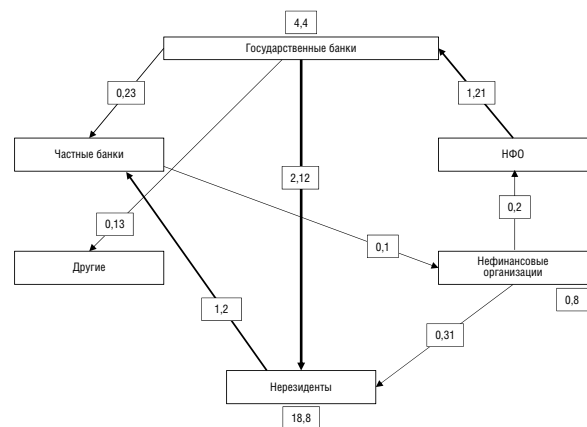 4,4
Государственные банки
0,23
1,21
Частные банки
НФО
2,12
0,2
0,13
0,1
Другие
Нефинансовые
организации
0,8
1,2
0,31
Нерезиденты
18,8